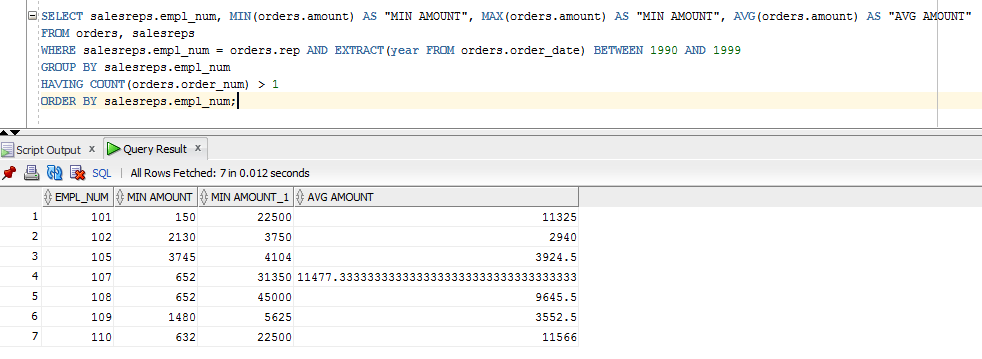 SELECT salesreps.empl_num, MIN(orders.amount) AS "MIN AMOUNT", MAX(orders.amount) AS "MIN AMOUNT", AVG(orders.amount) AS "AVG AMOUNT"
FROM orders, salesreps
WHERE salesreps.empl_num = orders.rep AND EXTRACT(year FROM orders.order_date) BETWEEN 1990 AND 1999
GROUP BY salesreps.empl_num
HAVING COUNT(orders.order_num) > 1
ORDER BY salesreps.empl_num;
Script Output x Query Result x
SQL | All Rows Fetched: 7 in 0.012 seconds
EMPL_NUM MIN AMOUNT MIN AMOUNT_1 AVG AMOUNT
1 101 150 22500 11325
2 102 2130 3750 2940
3 105 3745 4104 3924.5
4 107 652 31350 11477.33333333333333333333333333333333333
5 108 652 45000 9645.5
6 109 1480 5625 3552.5
7 110 632 22500 11566